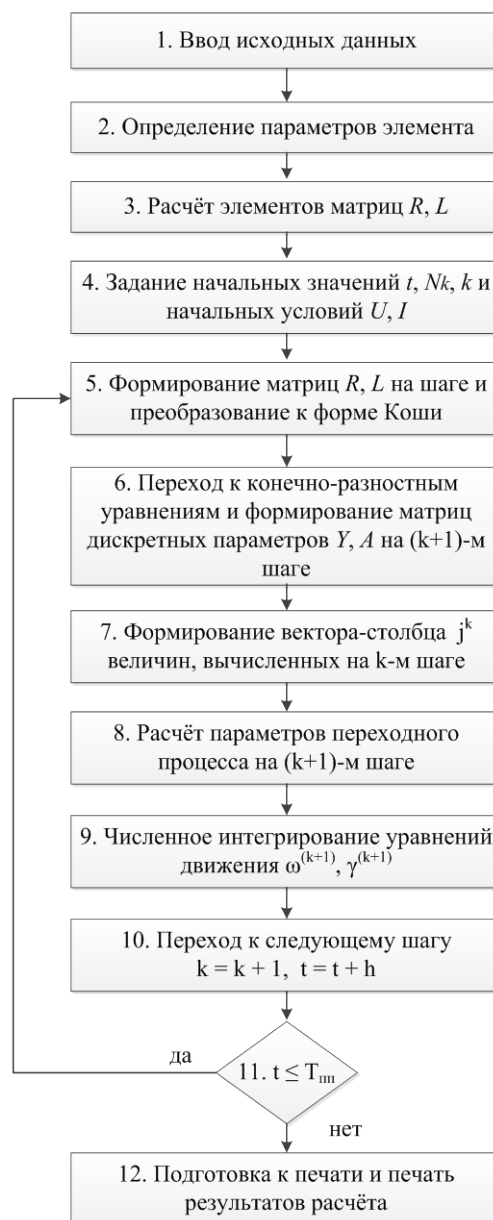 1. Ввод исходных данных
2. Определение параметров элемента
3. Расчёт элементов матриц R, L
4. Задание начальных значений t, Nk, k и
начальных условий U, I
5. Формирование матриц R, L на шаге и
преобразование к форме Коши
6. Переход к конечно-разностным
уравнениям и формирование матриц
дискретных параметров Y, A на (k+1)-м
шаге
7. Формирование вектора-столбца j^k
величин, вычисленных на k-м шаге
8. Расчёт параметров переходного
процесса на (k+1)-м шаге
9. Численное интегрирование уравнений
движения ω^(k+1), γ^(k+1)
10. Переход к следующему шагу
k = k + 1, t = t + h
да
11. t ≤ Tпп
нет
12. Подготовка к печати и печать
результатов расчёта